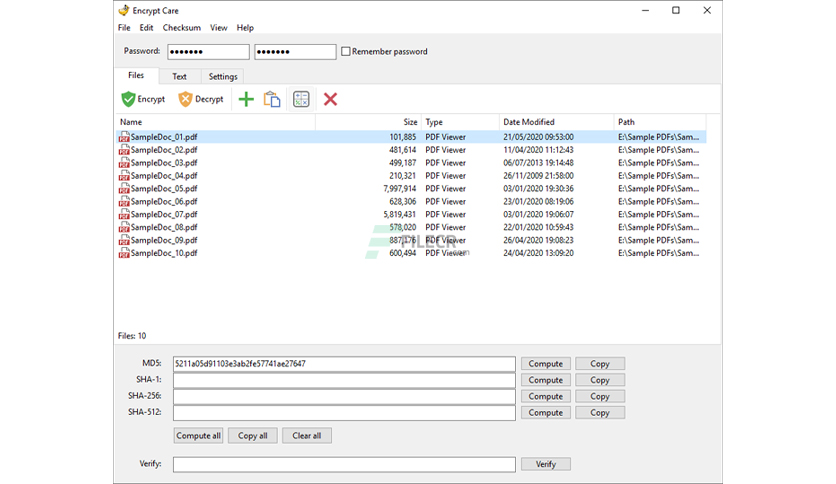 Encrypt Care
File Edit Checksum View Help
Password: ••••••• ••••••• Remember password
Files Text Settings
Encrypt Decrypt
Name Size Type Date Modified Path
SampleDoc_01.pdf 101,885 PDF Viewer 21/05/2020 09:53:00 E:\Sample PDFs\Sam...
SampleDoc_02.pdf 481,614 PDF Viewer 11/04/2020 11:12:43 E:\Sample PDFs\Sam...
SampleDoc_03.pdf 499,187 PDF Viewer 06/07/2013 19:14:48 E:\Sample PDFs\Sam...
SampleDoc_04.pdf 210,321 PDF Viewer 26/11/2009 21:58:00 E:\Sample PDFs\Sam...
SampleDoc_05.pdf 7,997,914 PDF Viewer 03/01/2020 19:30:36 E:\Sample PDFs\Sam...
SampleDoc_06.pdf 628,306 PDF Viewer 23/01/2020 08:19:06 E:\Sample PDFs\Sam...
SampleDoc_07.pdf 5,819,431 PDF Viewer 03/01/2020 19:06:07 E:\Sample PDFs\Sam...
SampleDoc_08.pdf 578,020 PDF Viewer 22/01/2020 10:59:43 E:\Sample PDFs\Sam...
SampleDoc_09.pdf 887,176 PDF Viewer 26/04/2020 19:08:23 E:\Sample PDFs\Sam...
FILECR
.com
SampleDoc_10.pdf 600,494 PDF Viewer 24/04/2020 13:09:20 E:\Sample PDFs\Sam...
Files: 10
MD5: 5211a05d91103e3ab2fe57741ae27647 Compute Copy
SHA-1: Compute Copy
SHA-256: Compute Copy
SHA-512: Compute Copy
Compute all Copy all Clear all
Verify: Verify